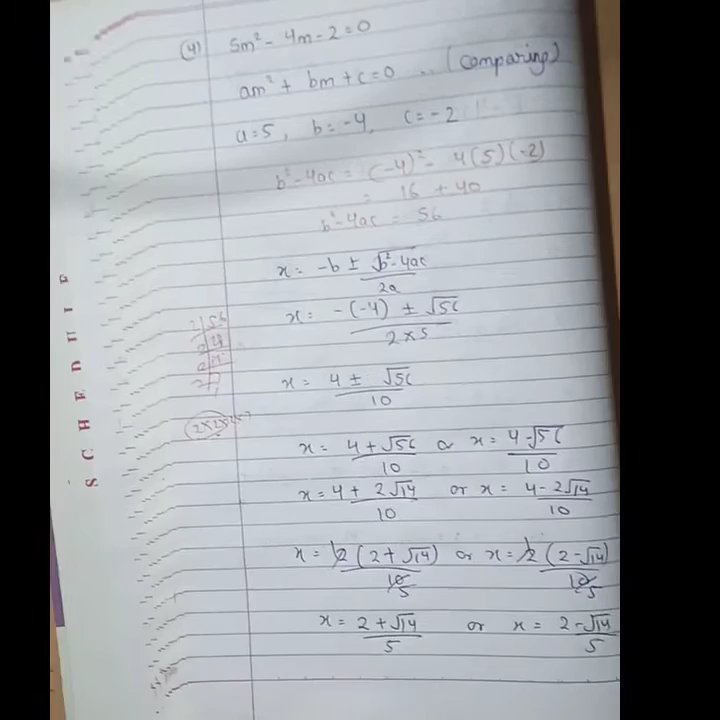 (4) 5m² - 4m - 2 = 0
am² + bm + c = 0 ... (comparing)
a = 5, b = -4, c = -2
b² - 4ac = (-4)² - 4(5)(-2)
= 16 + 40
b² - 4ac = 56
x = -b ± √b² - 4ac / 2a
x = -(-4) ± √56 / 2 × 5
x = 4 ± √56 / 10
x = 4 + √56 / 10 or x = 4 - √56 / 10
x = 4 + 2√14 / 10 or x = 4 - 2√14 / 10
x = 2(2 + √14) / 10 5 or x = 2(2 - √14) / 10 5
x = 2 + √14 / 5 or x = 2 - √14 / 5
SCHEDULE